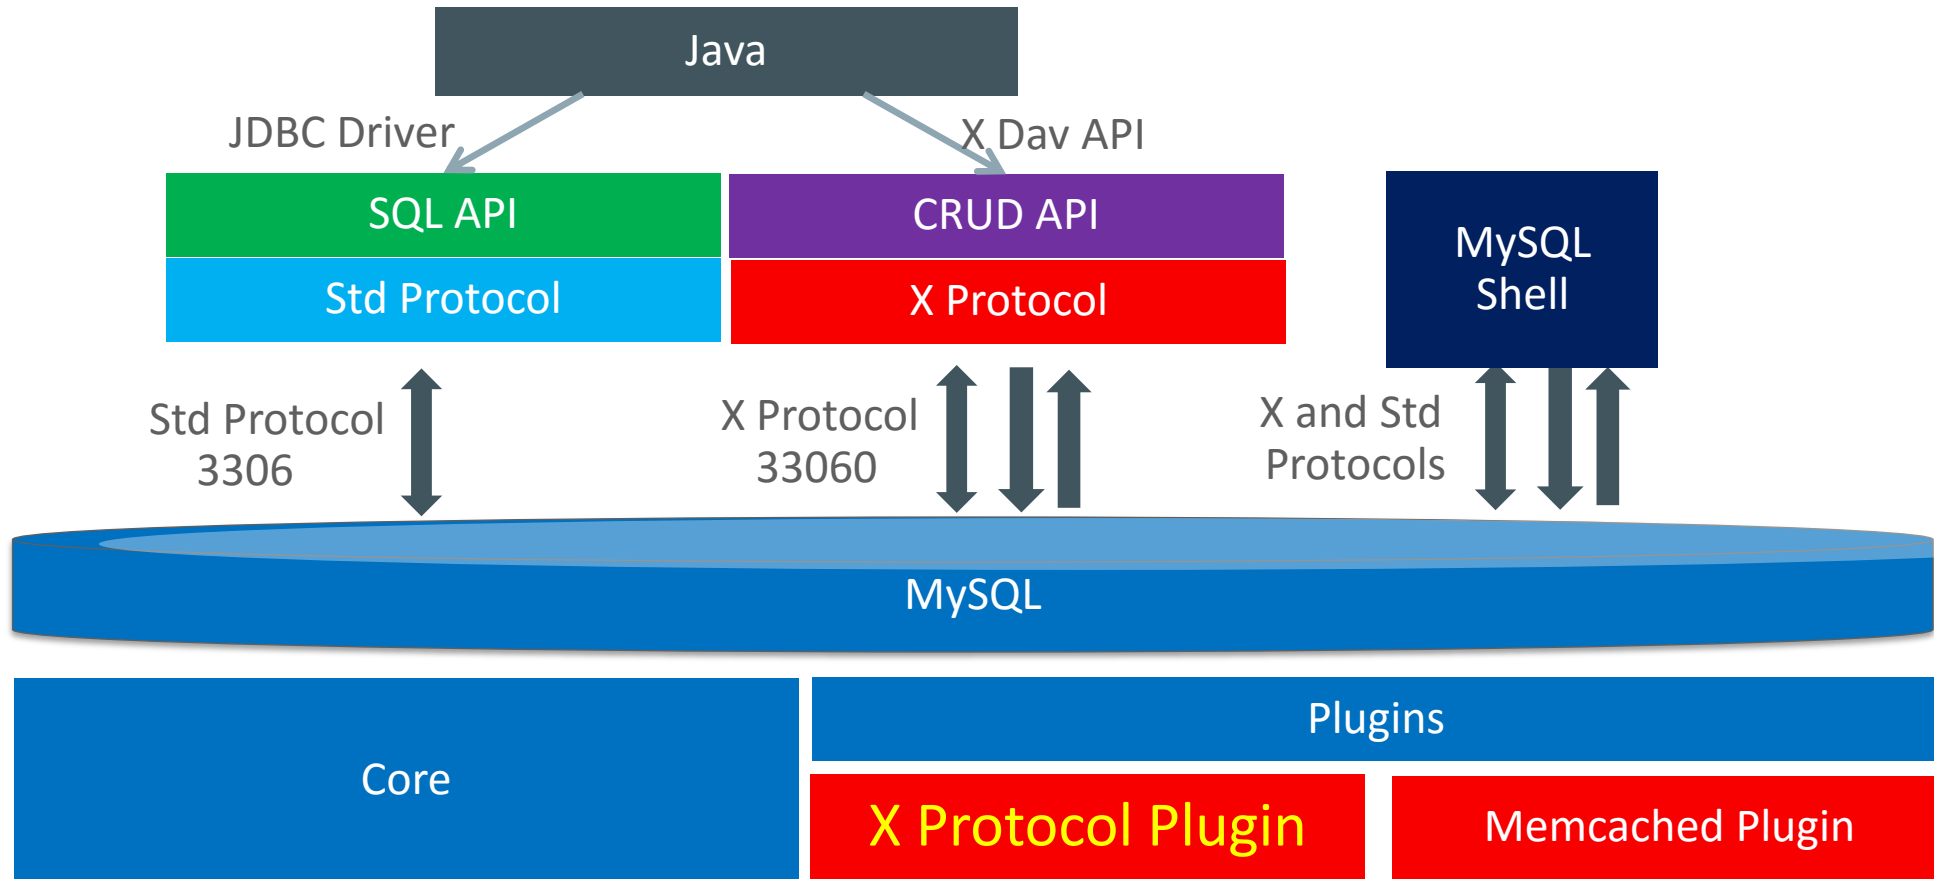 Java
JDBC Driver
X Dav API
SQL API
CRUD API
Std Protocol
X Protocol
MySQL
Shell
Std Protocol
3306
X Protocol
33060
X and Std
Protocols
MySQL
Core
Plugins
X Protocol Plugin
Memcached Plugin